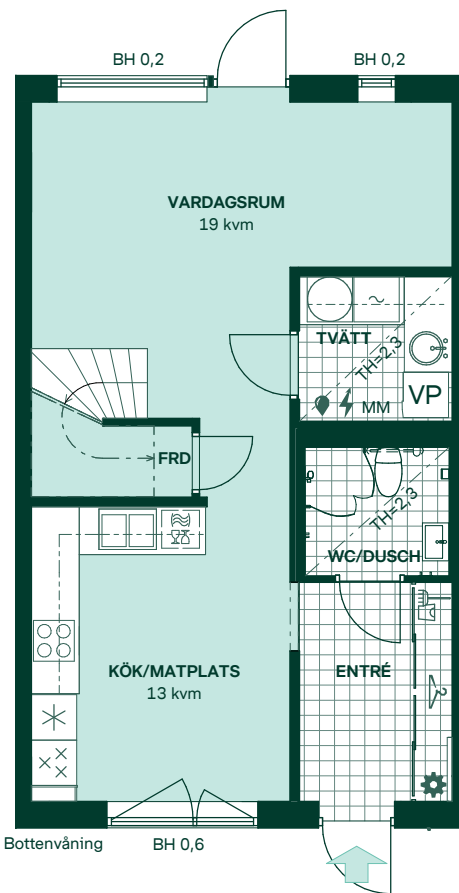 BH 0,2
BH 0,2
VARDAGSRUM
19 kvm
TVÄTT
TH=2,3
VP
MM
FRD
TH=2,3
WC/DUSCH
KÖK/MATPLATS
13 kvm
ENTRÉ
Bottenvåning
BH 0,6